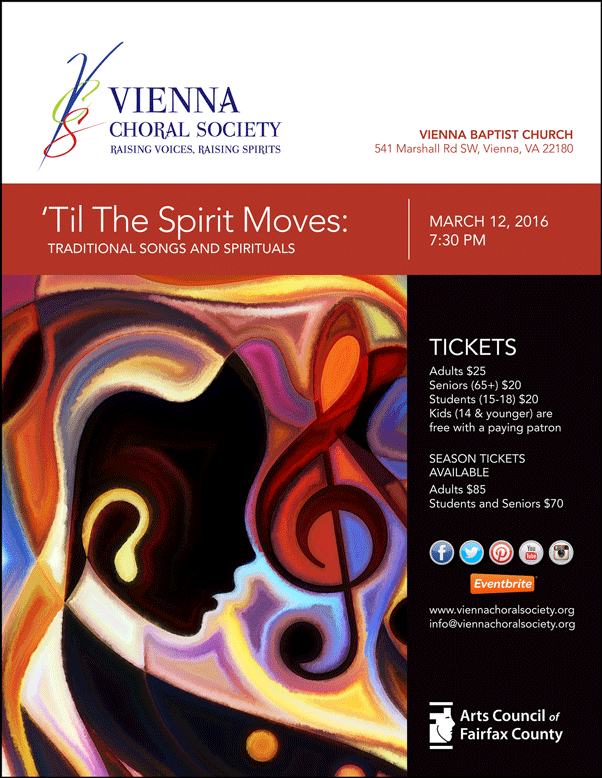 VCS
VIENNA
CHORAL SOCIETY
RAISING VOICES, RAISING SPIRITS
VIENNA BAPTIST CHURCH
541 Marshall Rd SW, Vienna, VA 22180
‘Til The Spirit Moves:
TRADITIONAL SONGS AND SPIRITUALS
MARCH 12, 2016
7:30 PM
TICKETS
Adults $25
Seniors (65+) $20
Students (15-18) $20
Kids (14 & younger) are
free with a paying patron
SEASON TICKETS
AVAILABLE
Adults $85
Students and Seniors $70
You
Tube
Eventbrite
www.viennachoralsociety.org
info@viennachoralsociety.org
Arts Council of
Fairfax County